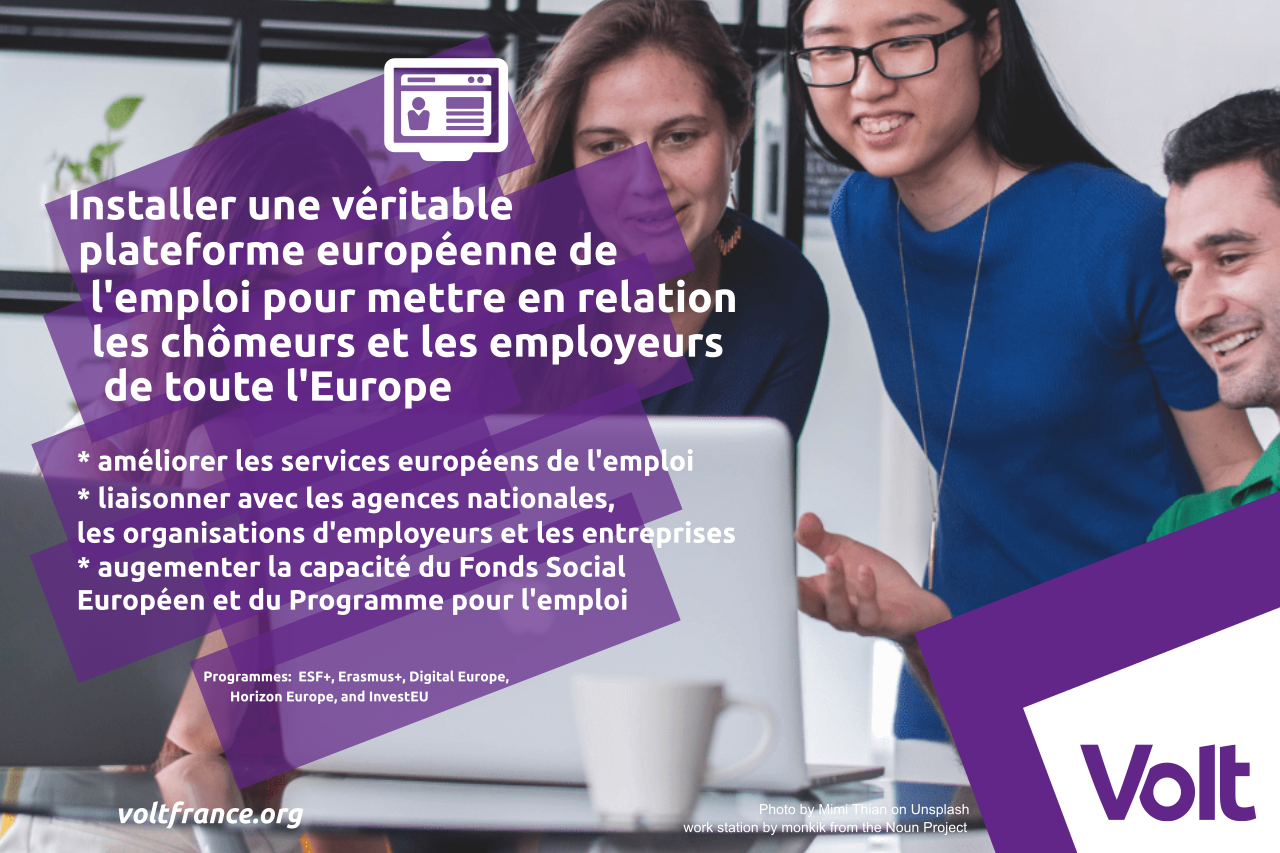 Installer une véritable
plateforme européenne de
l'emploi pour mettre en relation
les chômeurs et les employeurs
de toute l'Europe
* améliorer les services européens de l'emploi
* liaisonner avec les agences nationales,
les organisations d'employeurs et les entreprises
* augementer la capacité du Fonds Social
Européen et du Programme pour l'emploi
Programmes: ESF+, Erasmus+, Digital Europe,
Horizon Europe, and InvestEU
voltfrance.org
Photo by Mimi Thian on Unsplash
work station by monkik from the Noun Project
Volt